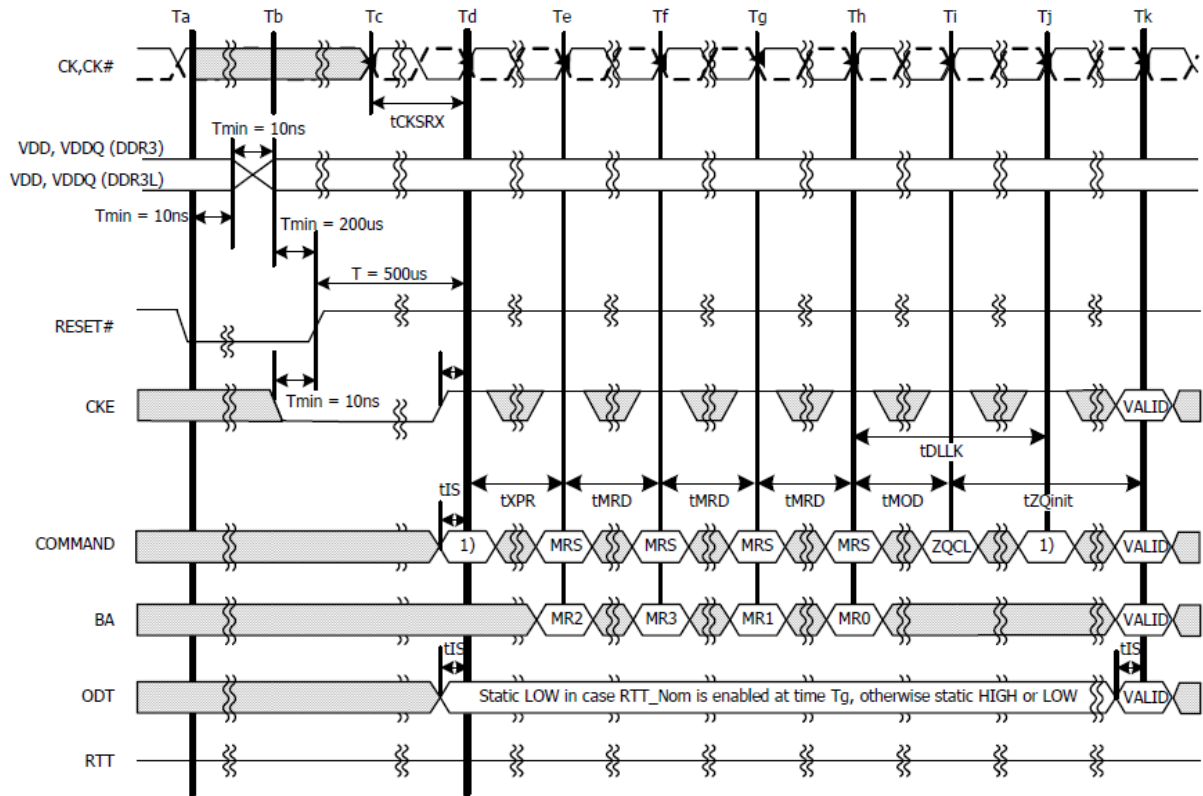 Ta Tb Tc Td Te Tf Tg Th Ti Tj Tk
CK,CK#
tCKSRX
Tmin = 10ns
VDD, VDDQ (DDR3)
VDD, VDDQ (DDR3L)
Tmin = 10ns
Tmin = 200us
T = 500us
RESET#
Tmin = 10ns
CKE
VALID
tDLLK
tXPR tMRD tMRD tMRD tMOD tZQinit
tIS
COMMAND 1) MRS MRS MRS MRS ZQCL 1) VALID
BA MR2 MR3 MR1 MR0 VALID
tIS tIS
ODT Static LOW in case RTT_Nom is enabled at time Tg, otherwise static HIGH or LOW VALID
RTT